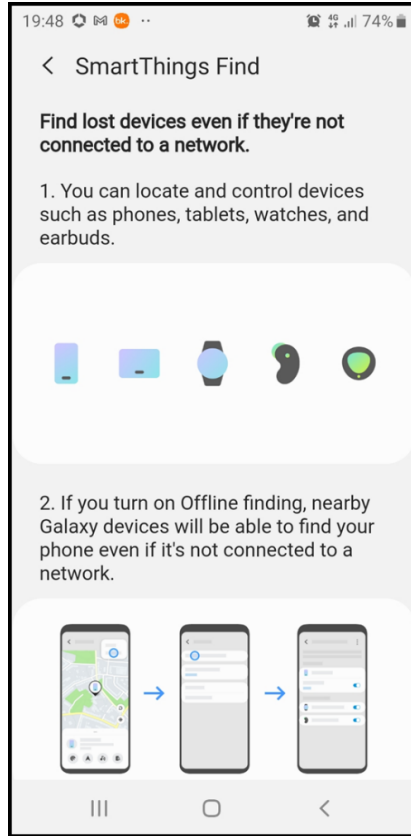 19:48
bk.
4G
74%
SmartThings Find
Find lost devices even if they're not
connected to a network.
1. You can locate and control devices
such as phones, tablets, watches, and
earbuds.
2. If you turn on Offline finding, nearby
Galaxy devices will be able to find your
phone even if it's not connected to a
network.